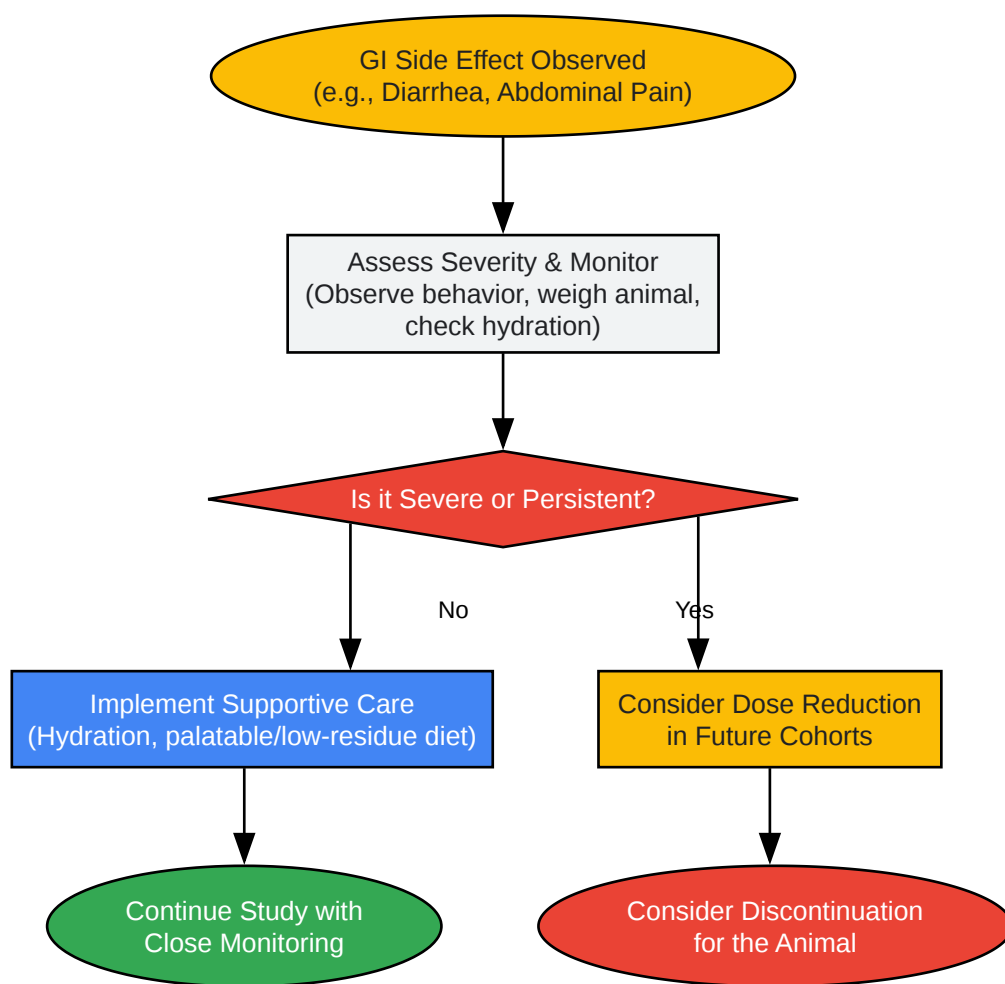 GI Side Effect Observed
(e.g., Diarrhea, Abdominal Pain)
Assess Severity & Monitor
(Observe behavior, weigh animal,
check hydration)
Is it Severe or Persistent?
No
Yes
Implement Supportive Care
(Hydration, palatable/low-residue diet)
Consider Dose Reduction
in Future Cohorts
Continue Study with
Close Monitoring
Consider Discontinuation
for the Animal